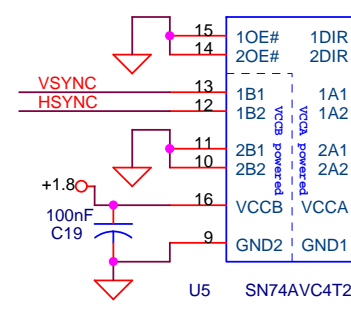 15 1OE# 1DIR
14 2OE# 2DIR
VSYNC 13 1B1 1A1
HSYNC 12 1B2 1A2
VCCB powered
VCCA powered
11 2B1 2A1
10 2B2 2A2
+1.8
16 VCCB VCCA
100nF
C19
9 GND2 GND1
U5 SN74AVC4T2